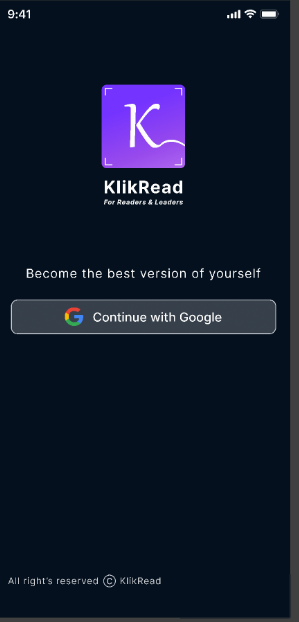 9:41
K
KlikRead
For Readers & Leaders
Become the best version of yourself
G Continue with Google
All right's reserved © KlikRead